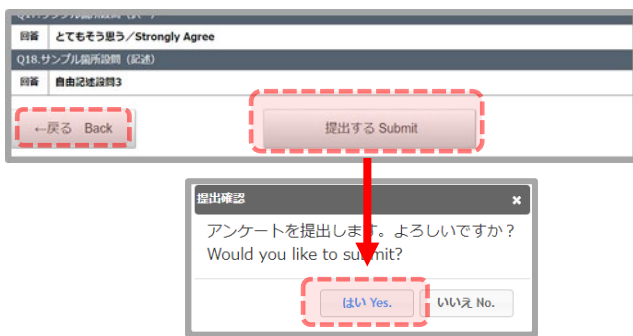 回答 とてもそう思う／Strongly Agree
Q18.サンプル箇所設問（記述）
回答 自由記述設問3
←戻る Back 提出する Submit
提出確認 ×
アンケートを提出します。よろしいですか？
Would you like to submit?
はい Yes. いいえ No.